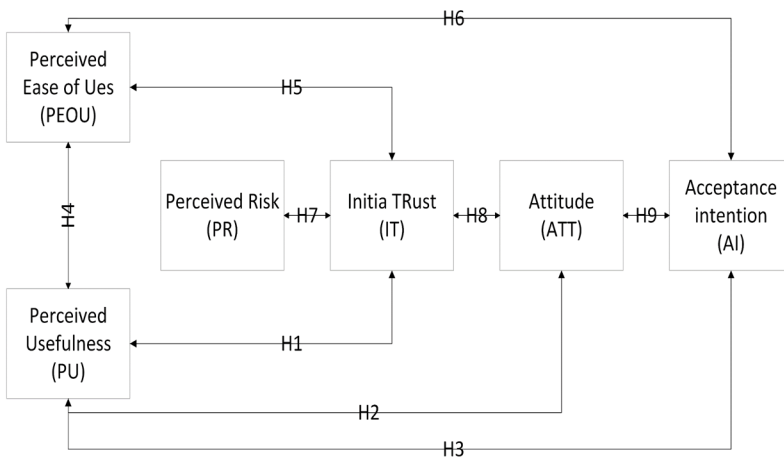 H6
Perceived
Ease of Ues
(PEOU)
H5
H4
Perceived Risk
(PR)
H7
Initia TRust
(IT)
H8
Attitude
(ATT)
H9
Acceptance
intention
(AI)
Perceived
Usefulness
(PU)
H1
H2
H3